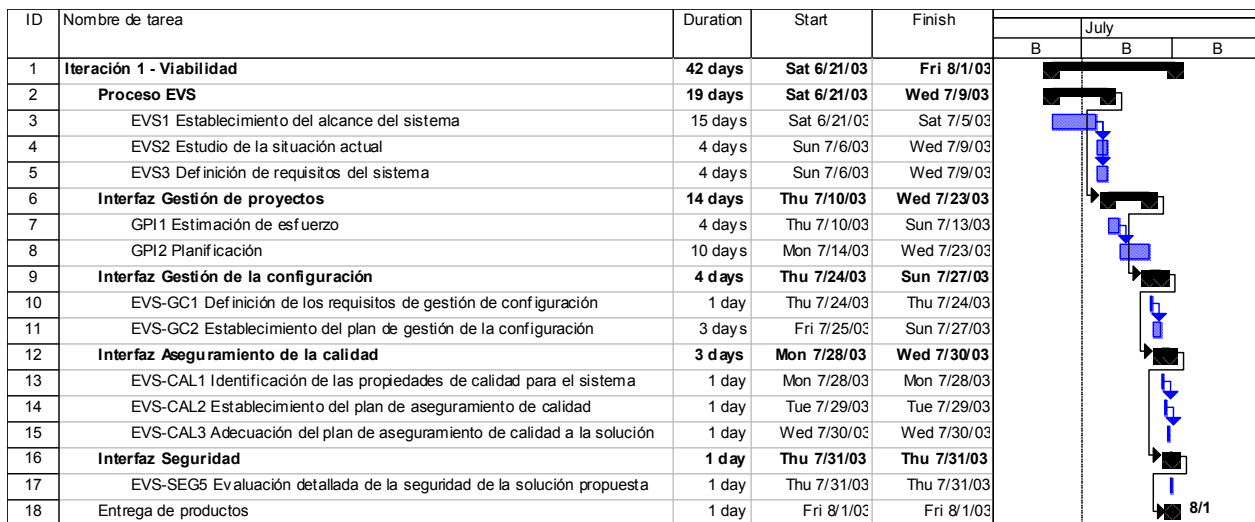 ID Nombre de tarea Duration Start Finish July
B B B
1 Iteración 1 - Viabilidad 42 days Sat 6/21/03 Fri 8/1/03
2 Proceso EVS 19 days Sat 6/21/03 Wed 7/9/03
3 EVS1 Establecimiento del alcance del sistema 15 days Sat 6/21/03 Sat 7/5/03
4 EVS2 Estudio de la situación actual 4 days Sun 7/6/03 Wed 7/9/03
5 EVS3 Definición de requisitos del sistema 4 days Sun 7/6/03 Wed 7/9/03
6 Interfaz Gestión de proyectos 14 days Thu 7/10/03 Wed 7/23/03
7 GPI1 Estimación de esfuerzo 4 days Thu 7/10/03 Sun 7/13/03
8 GPI2 Planificación 10 days Mon 7/14/03 Wed 7/23/03
9 Interfaz Gestión de la configuración 4 days Thu 7/24/03 Sun 7/27/03
10 EVS-GC1 Definición de los requisitos de gestión de configuración 1 day Thu 7/24/03 Thu 7/24/03
11 EVS-GC2 Establecimiento del plan de gestión de la configuración 3 days Fri 7/25/03 Sun 7/27/03
12 Interfaz Aseguramiento de la calidad 3 days Mon 7/28/03 Wed 7/30/03
13 EVS-CAL1 Identificación de las propiedades de calidad para el sistema 1 day Mon 7/28/03 Mon 7/28/03
14 EVS-CAL2 Establecimiento del plan de aseguramiento de calidad 1 day Tue 7/29/03 Tue 7/29/03
15 EVS-CAL3 Adecuación del plan de aseguramiento de calidad a la solución 1 day Wed 7/30/03 Wed 7/30/03
16 Interfaz Seguridad 1 day Thu 7/31/03 Thu 7/31/03
17 EVS-SEG5 Evaluación detallada de la seguridad de la solución propuesta 1 day Thu 7/31/03 Thu 7/31/03
18 Entrega de productos 1 day Fri 8/1/03 Fri 8/1/03 8/1